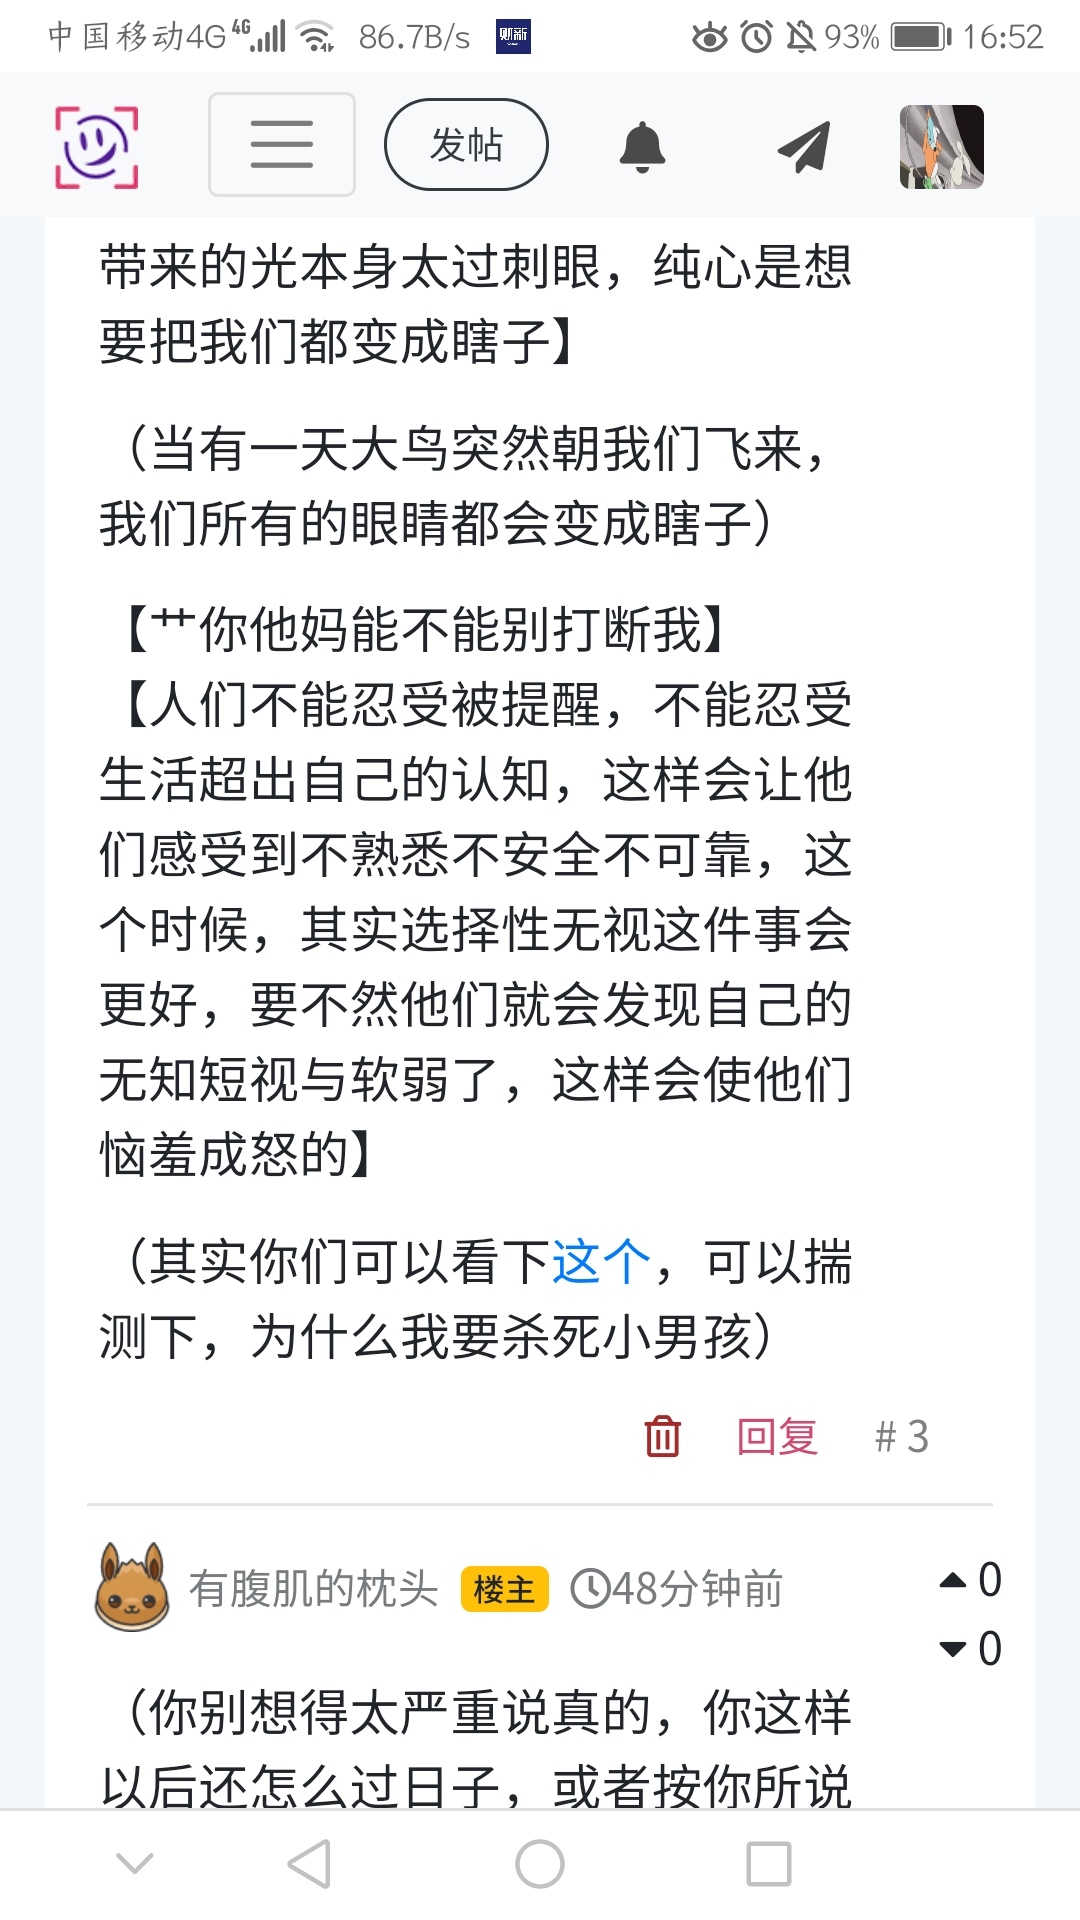 中国移动4G 4G 86.7B/s 财新 93% 16:52
发帖
带来的光本身太过刺眼，纯心是想
要把我们都变成瞎子】
（当有一天大鸟突然朝我们飞来，
我们所有的眼睛都会变成瞎子）
【艹你他妈能不能别打断我】
【人们不能忍受被提醒，不能忍受
生活超出自己的认知，这样会让他
们感受到不熟悉不安全不可靠，这
个时候，其实选择性无视这件事会
更好，要不然他们就会发现自己的
无知短视与软弱了，这样会使他们
恼羞成怒的】
（其实你们可以看下这个，可以揣
测下，为什么我要杀死小男孩）
回复 # 3
有腹肌的枕头 楼主 48分钟前
0
0
（你别想得太严重说真的，你这样
以后还怎么过日子，或者按你所说